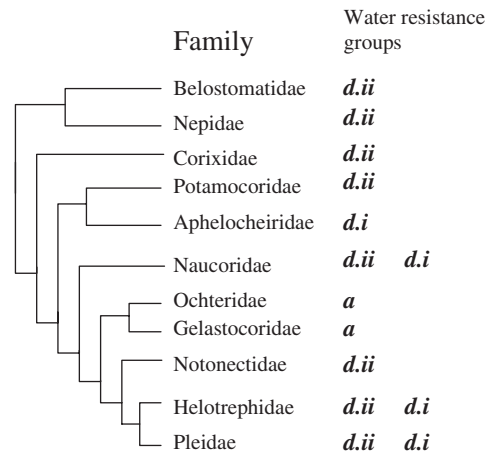 Family Water resistance
groups
Belostomatidae d.ii
Nepidae d.ii
Corixidae d.ii
Potamocoridae d.ii
Aphelocheiridae d.i
Naucoridae d.ii d.i
Ochteridae a
Gelastocoridae a
Notonectidae d.ii
Helotrephidae d.ii d.i
Pleidae d.ii d.i